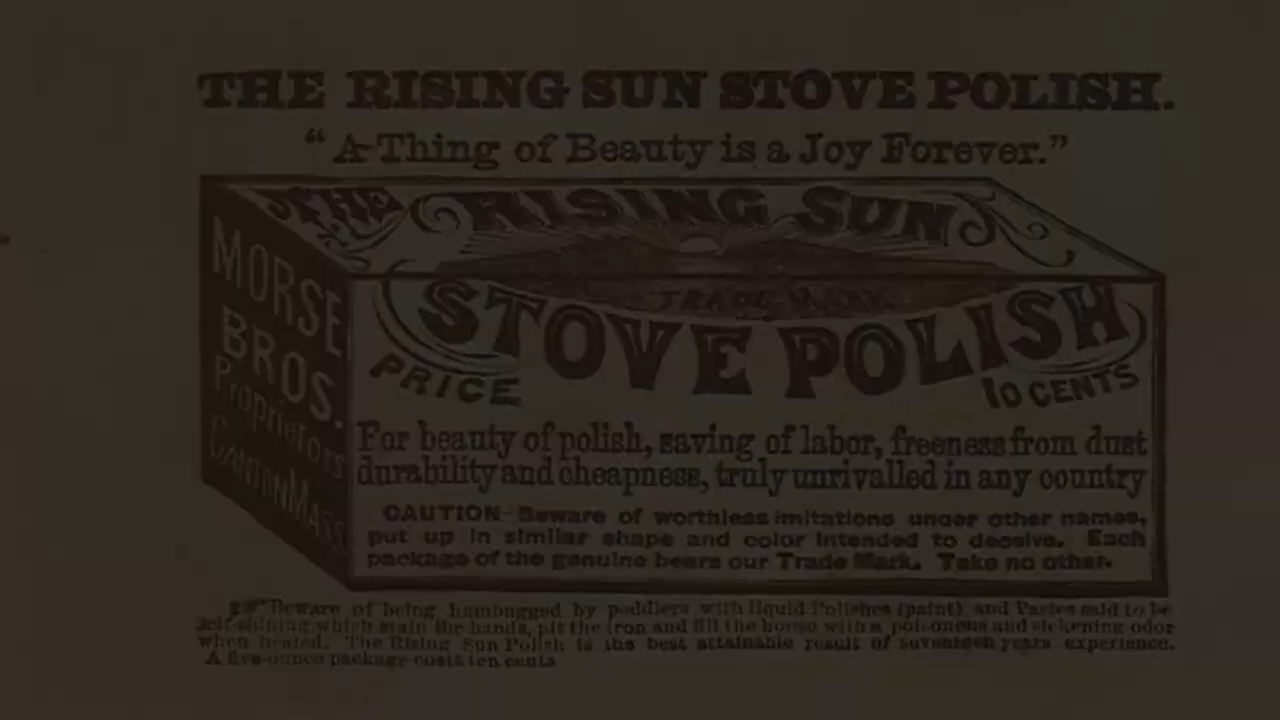 THE RISING SUN STOVE POLISH.
"A Thing of Beauty is a Joy Forever."
THE RISING SUN
TRADE MARK
STOVE POLISH
PRICE 10 CENTS
MORSE
BROS.
Proprietors
CANTON MASS
For beauty of polish, saving of labor, freeness from dust
durability and cheapness, truly unrivalled in any country
CAUTION—Beware of worthless imitations under other names,
put up in similar shape and color intended to deceive. Each
package of the genuine bears our Trade Mark. Take no other.
Beware of being humbugged by peddlers with liquid Polishes (paint), and Pastes said to be
self-shining which stain the hands, pit the iron and fill the house with a poisonous and sickening odor
when heated. The Rising Sun Polish is the best attainable result of seventeen years experience.
A five-ounce package costs ten cents